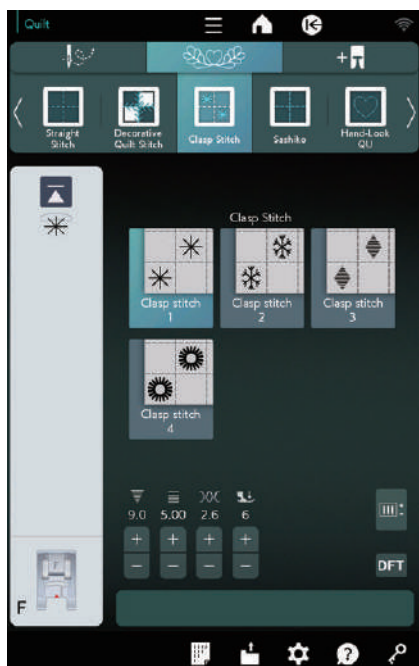 Quilt
Straight Stitch
Decorative Quilt Stitch
Clasp Stitch
Sashiko
Hand-Look QU
Clasp Stitch
Clasp stitch 1
Clasp stitch 2
Clasp stitch 3
Clasp stitch 4
9.0 5.00 2.6 6
+ + + +
− − − −
DFT
F